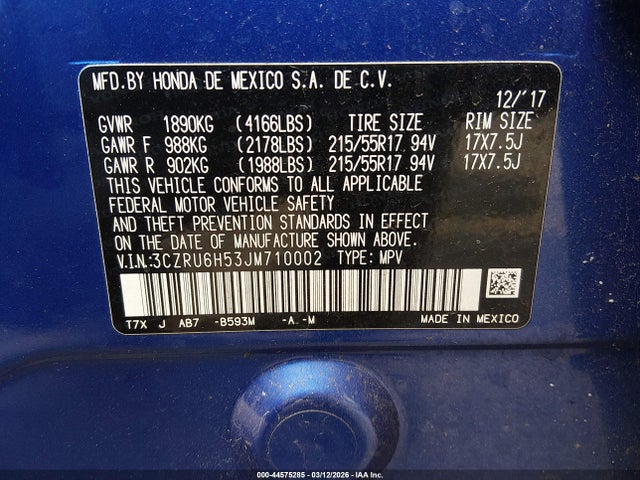 MFD.BY HONDA DE MEXICO S.A. DE C.V.
12/'17
GVWR 1890KG (4166LBS) TIRE SIZE RIM SIZE
GAWR F 988KG (2178LBS) 215/55R17 94V 17X7.5J
GAWR R 902KG (1988LBS) 215/55R17 94V 17X7.5J
THIS VEHICLE CONFORMS TO ALL APPLICABLE
FEDERAL MOTOR VEHICLE SAFETY
AND THEFT PREVENTION STANDARDS IN EFFECT
ON DATE OF MANUFACTURE SHOWN ABOVE.
V.I.N:3CZRU6H53JM710002 TYPE: MPV
T7X J AB7 -B593M -A.-M MADE IN MEXICO
000-44575285 - 03/12/2026 - IAA Inc.